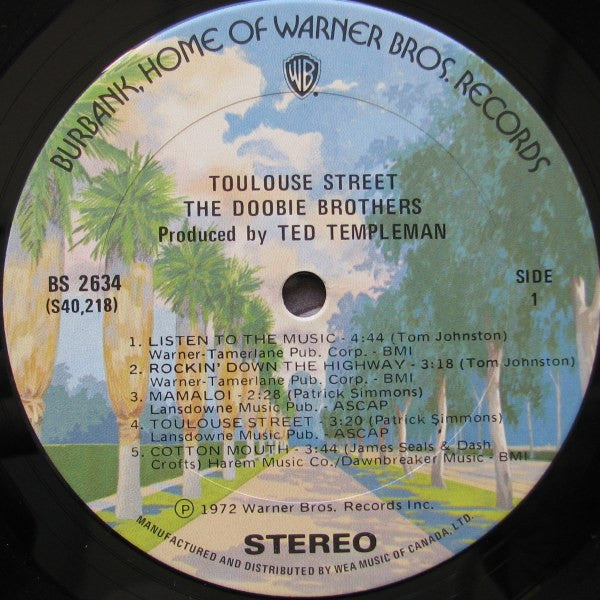 BURBANK, HOME OF WARNER BROS. RECORDS
WB
TOULOUSE STREET
THE DOOBIE BROTHERS
Produced by TED TEMPLEMAN
BS 2634
(S40,218)
SIDE
1
1. LISTEN TO THE MUSIC - 4:44 (Tom Johnston)
Warner-Tamerlane Pub. Corp. - BMI
2. ROCKIN' DOWN THE HIGHWAY - 3:18 (Tom Johnston)
Warner-Tamerlane Pub. Corp. - BMI
3. MAMALOI - 2:28 (Patrick Simmons)
Lansdowne Music Pub. - ASCAP
4. TOULOUSE STREET - 3:20 (Patrick Simmons)
Lansdowne Music Pub. - ASCAP
5. COTTON MOUTH - 3:44 (James Seals & Dash
Crofts) Harem Music Co./Dawnbreaker Music - BMI
℗ 1972 Warner Bros. Records Inc.
STEREO
MANUFACTURED AND DISTRIBUTED BY WEA MUSIC OF CANADA, LTD.